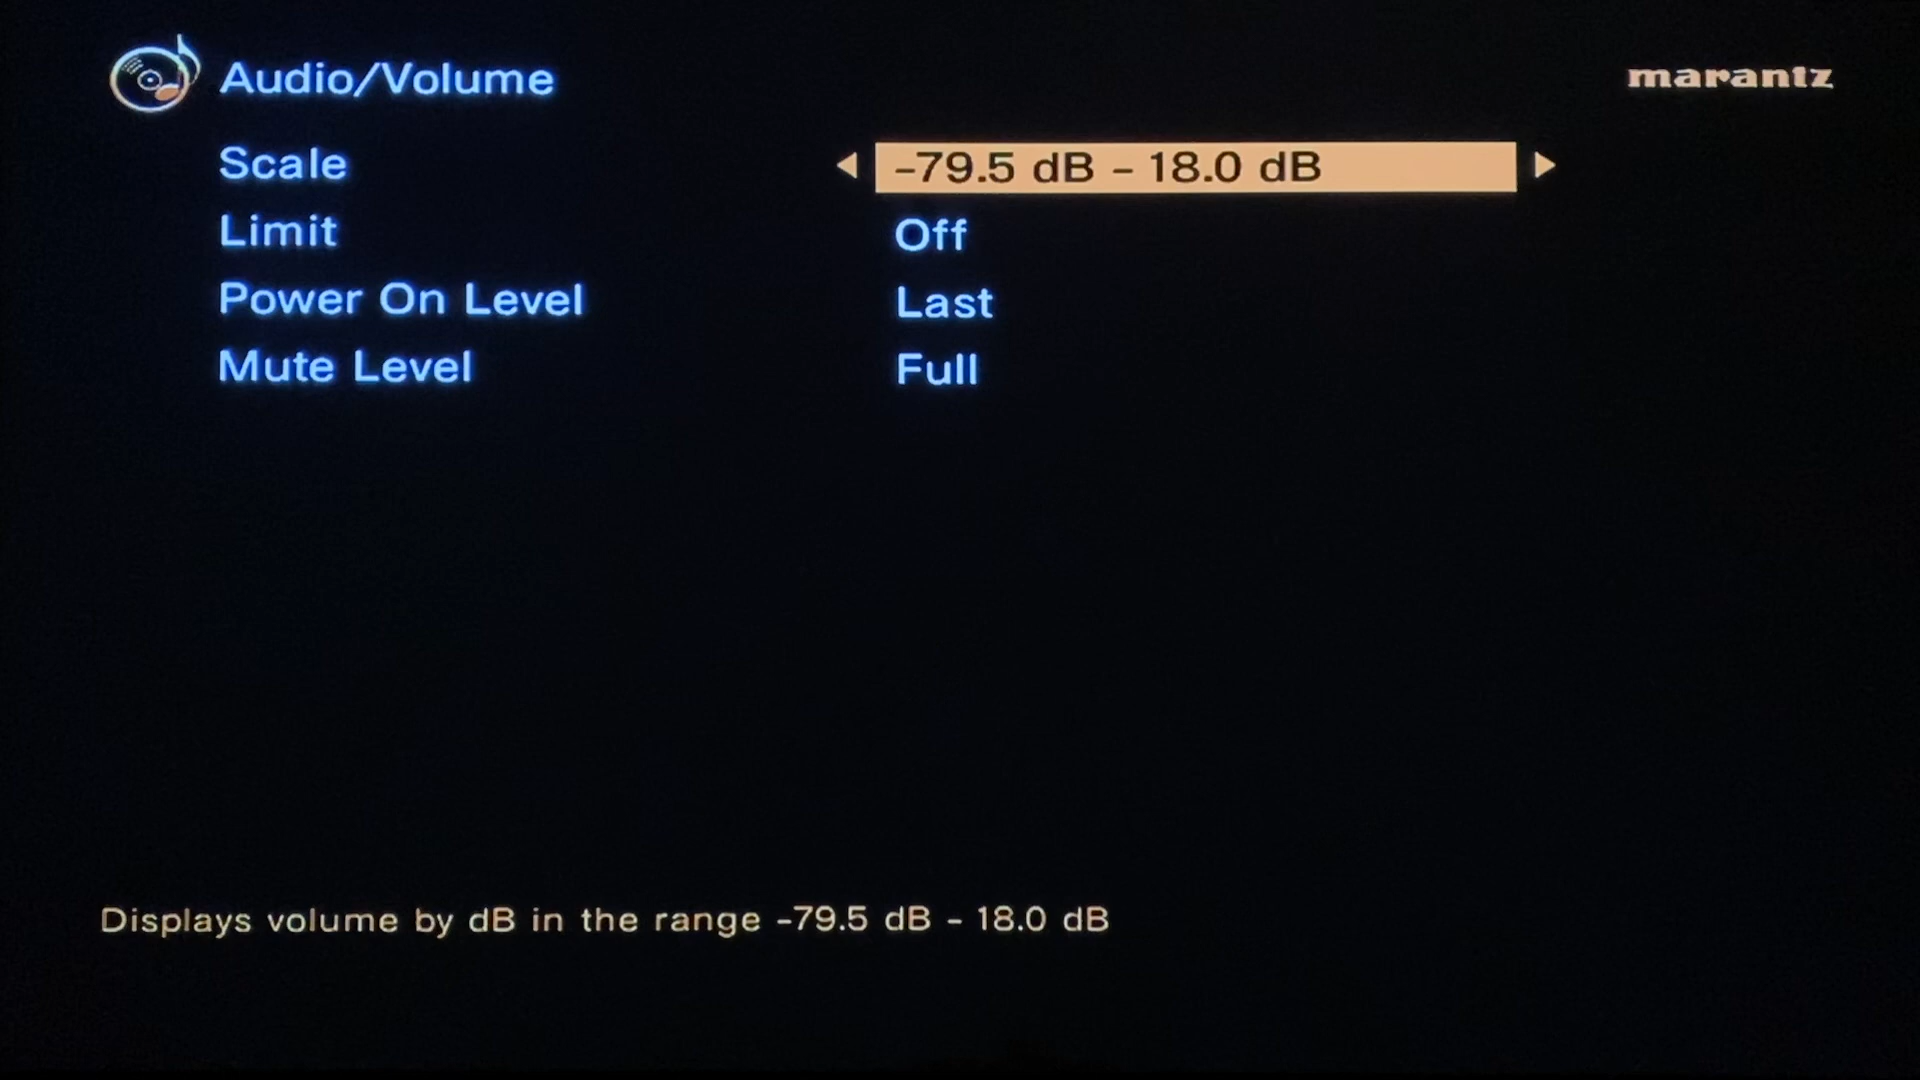 Audio/Volume
marantz
Scale -79.5 dB - 18.0 dB
Limit Off
Power On Level Last
Mute Level Full
Displays volume by dB in the range -79.5 dB - 18.0 dB